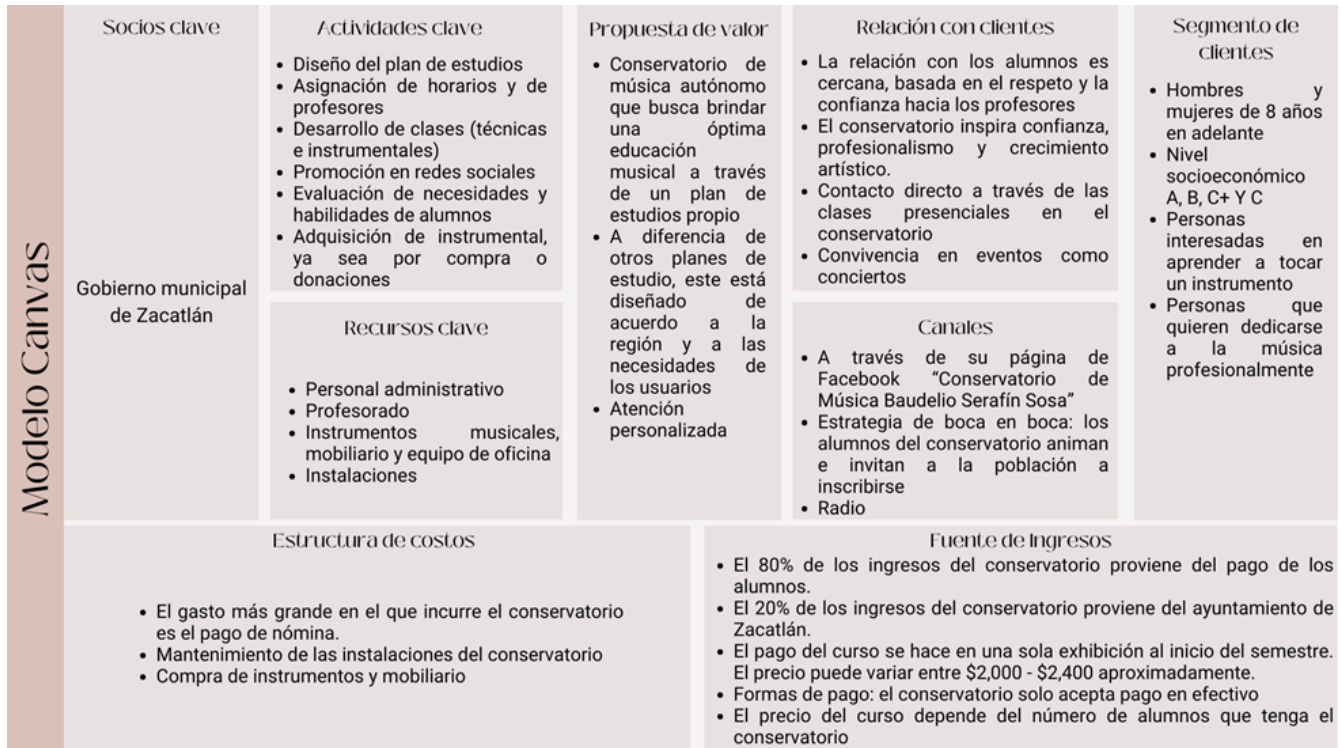 Modelo Canvas
Socios clave
Gobierno municipal
de Zacatlán
Actividades clave
• Diseño del plan de estudios
• Asignación de horarios y de
profesores
• Desarrollo de clases (técnicas
e instrumentales)
• Promoción en redes sociales
• Evaluación de necesidades y
habilidades de alumnos
• Adquisición de instrumental,
ya sea por compra o
donaciones
Recursos clave
• Personal administrativo
• Profesorado
• Instrumentos musicales,
mobiliario y equipo de oficina
• Instalaciones
Propuesta de valor
• Conservatorio de
música autónomo
que busca brindar
una óptima
educación
musical a través
de un plan de
estudios propio
• A diferencia de
otros planes de
estudio, este está
diseñado de
acuerdo a la
región y a las
necesidades de
los usuarios
• Atención
personalizada
Relación con clientes
• La relación con los alumnos es
cercana, basada en el respeto y la
confianza hacia los profesores
• El conservatorio inspira confianza,
profesionalismo y crecimiento
artístico.
• Contacto directo a través de las
clases presenciales en el
conservatorio
• Convivencia en eventos como
conciertos
Canales
• A través de su página de
Facebook “Conservatorio de
Música Baudelio Serafín Sosa”
• Estrategia de boca en boca: los
alumnos del conservatorio animan
e invitan a la población a
inscribirse
• Radio
Segmento de
clientes
• Hombres y
mujeres de 8 años
en adelante
• Nivel
socioeconómico
A, B, C+ Y C
• Personas
interesadas en
aprender a tocar
un instrumento
• Personas que
quieren dedicarse
a la música
profesionalmente
Estructura de costos
• El gasto más grande en el que incurre el conservatorio
es el pago de nómina.
• Mantenimiento de las instalaciones del conservatorio
• Compra de instrumentos y mobiliario
Fuente de Ingresos
• El 80% de los ingresos del conservatorio proviene del pago de los
alumnos.
• El 20% de los ingresos del conservatorio proviene del ayuntamiento de
Zacatlán.
• El pago del curso se hace en una sola exhibición al inicio del semestre.
El precio puede variar entre $2,000 - $2,400 aproximadamente.
• Formas de pago: el conservatorio solo acepta pago en efectivo
• El precio del curso depende del número de alumnos que tenga el
conservatorio